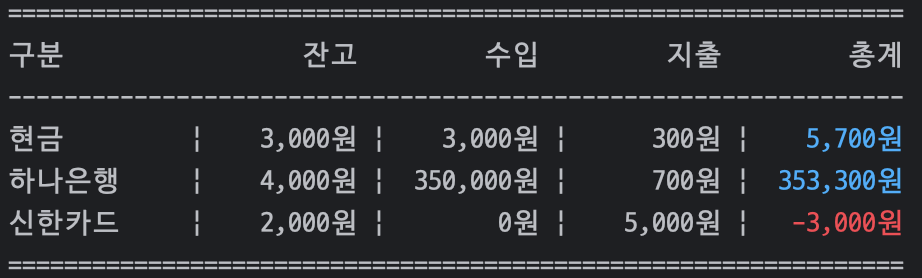 ================================================================
구분 잔고 수입 지출 총계
----------------------------------------------------------------
현금 ¦ 3,000원 ¦ 3,000원 ¦ 300원 ¦ 5,700원
하나은행 ¦ 4,000원 ¦ 350,000원 ¦ 700원 ¦ 353,300원
신한카드 ¦ 2,000원 ¦ 0원 ¦ 5,000원 ¦ -3,000원
================================================================